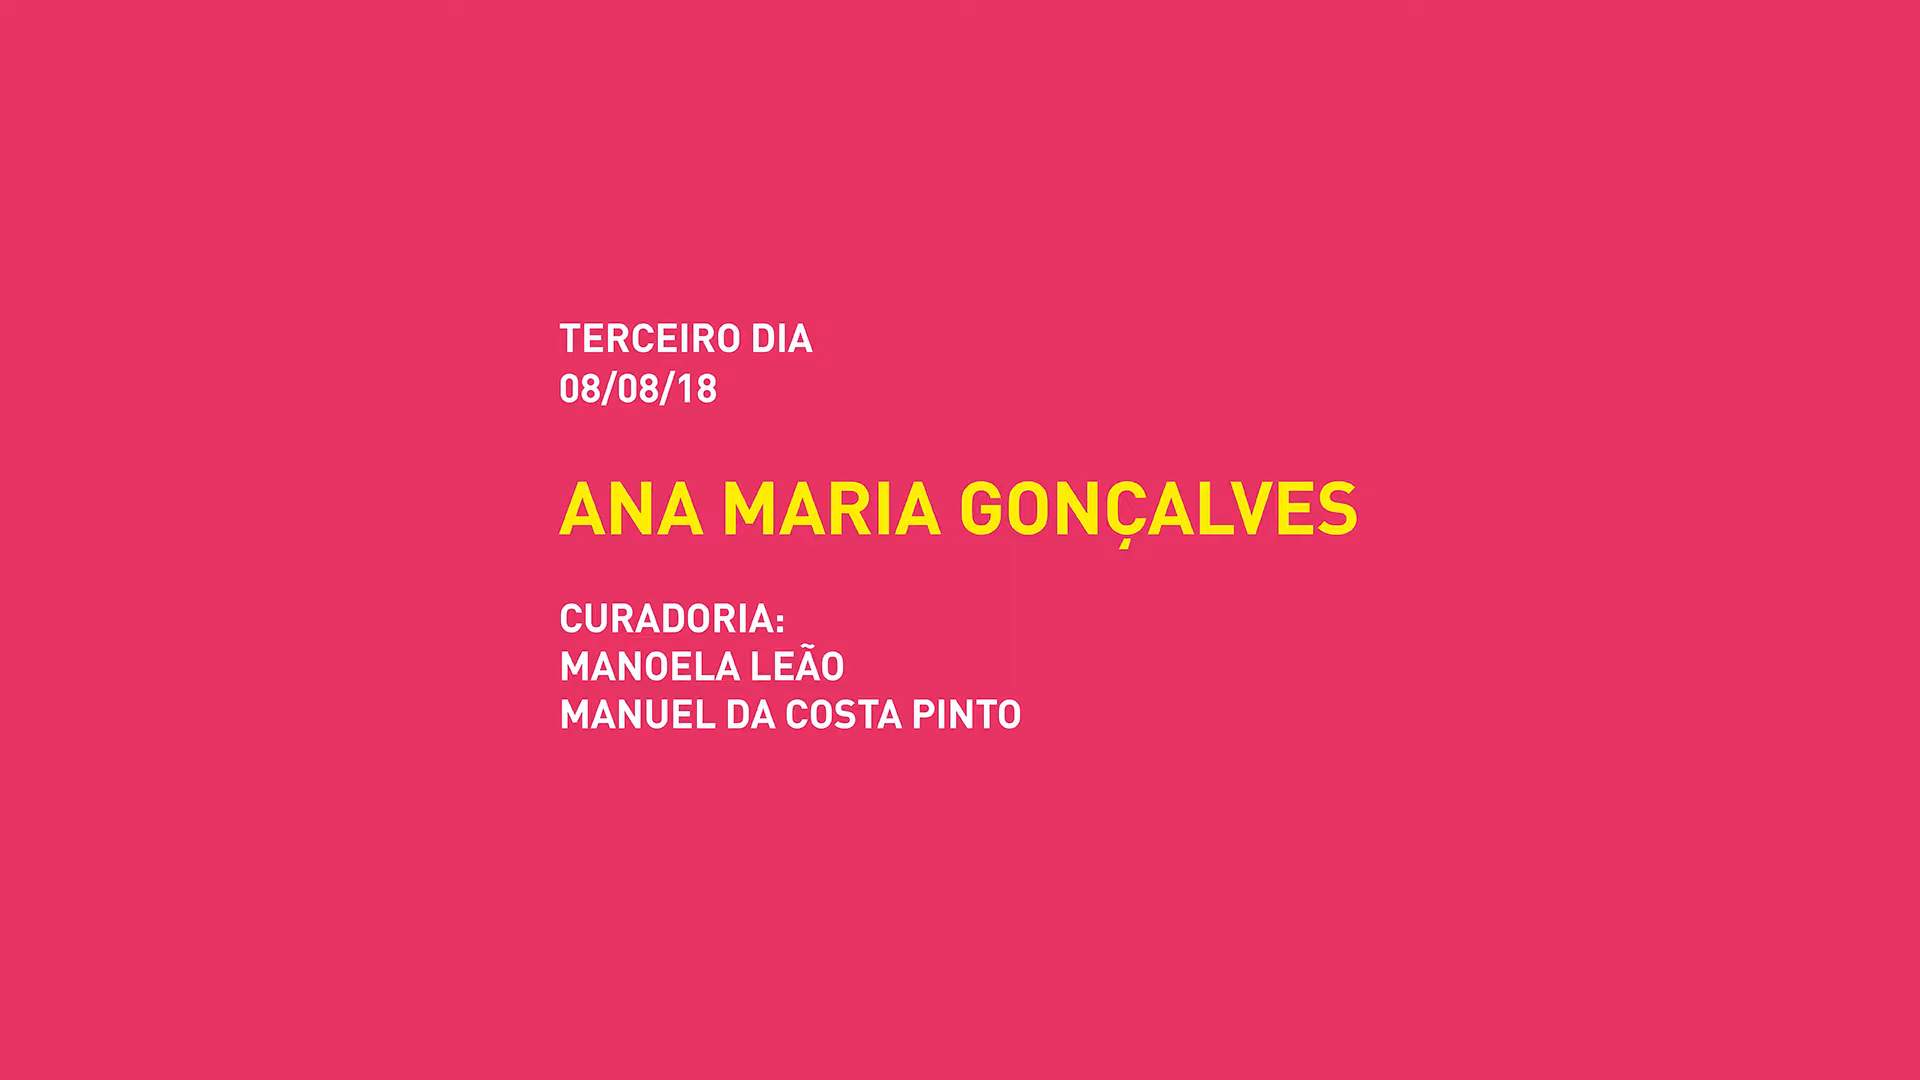 TERCEIRO DIA
08/08/18
ANA MARIA GONÇALVES
CURADORIA:
MANOELA LEÃO
MANUEL DA COSTA PINTO